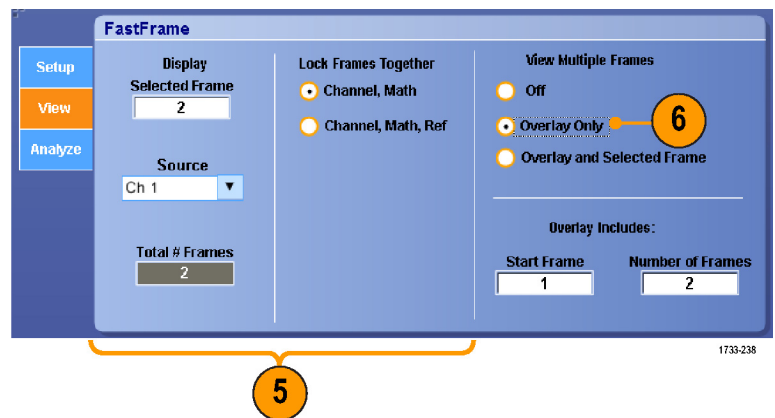 FastFrame
Setup
View
Analyze
Display
Selected Frame
2
Source
Ch 1
Total # Frames
2
Lock Frames Together
Channel, Math
Channel, Math, Ref
View Multiple Frames
Off
Overlay Only
6
Overlay and Selected Frame
Overlay Includes:
Start Frame Number of Frames
1 2
1733-238
5